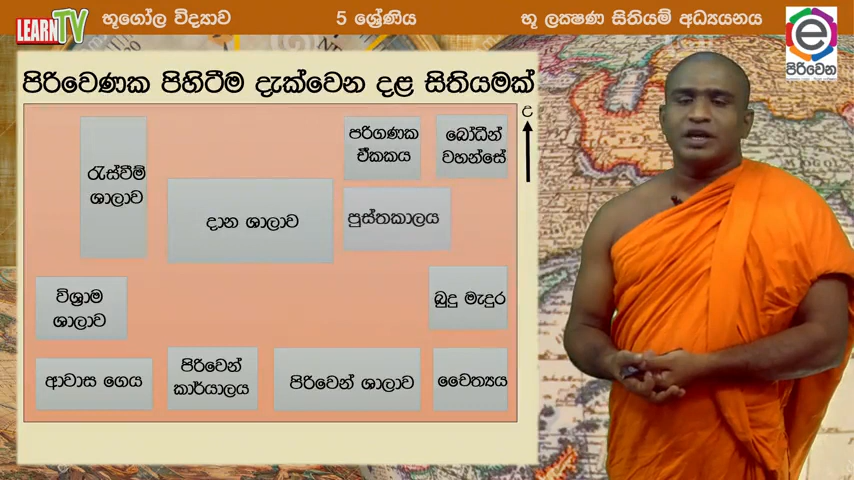 LEARN TV
භූගෝල විද්‍යාව
5 ශ්‍රේණිය
භූ ලක්ෂණ සිතියම් අධ්‍යයනය
e
පිරිවෙන
පිරිවෙණක පිහිටීම දැක්වෙන දළ සිතියමක්
උ
රැස්වීම්
ශාලාව
පරිගණක
ඒකකය
බෝධීන්
වහන්සේ
දාන ශාලාව
පුස්තකාලය
විශ්‍රාම
ශාලාව
බුදු මැදුර
ආවාස ගෙය
පිරිවෙන්
කාර්යාලය
පිරිවෙන් ශාලාව
චෛත්‍යය